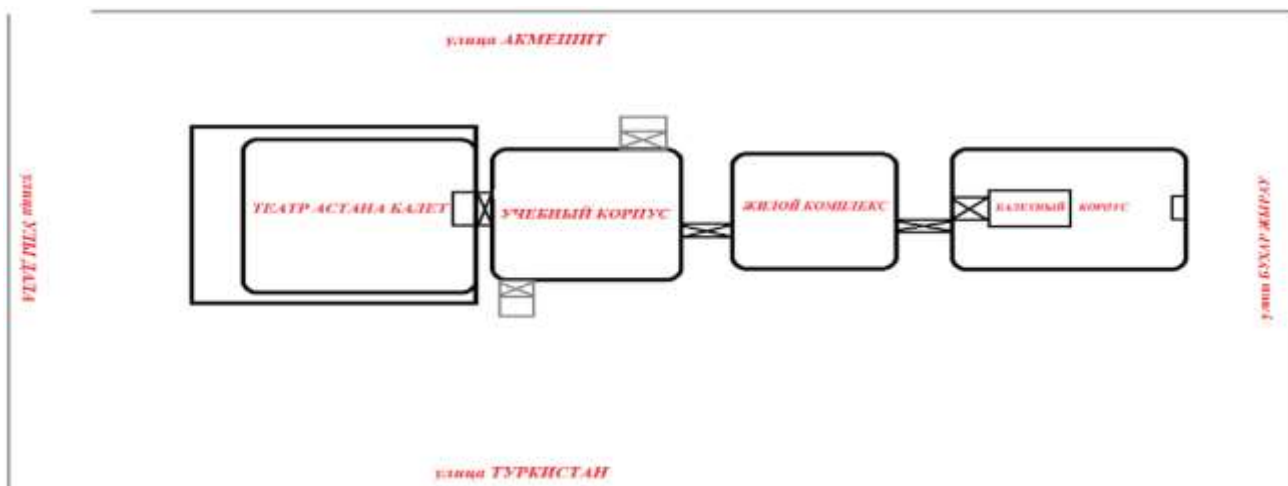 улица АКМЕШИТ
ТЕАТР АСТАНА БАЛЕТ
УЧЕБНЫЙ КОРПУС
ЖИЛОЙ КОМПЛЕКС
БАЛЕТНЫЙ КОРПУС
улица БУХАР ЖЫРАУ
улица ТУРКИСТАН